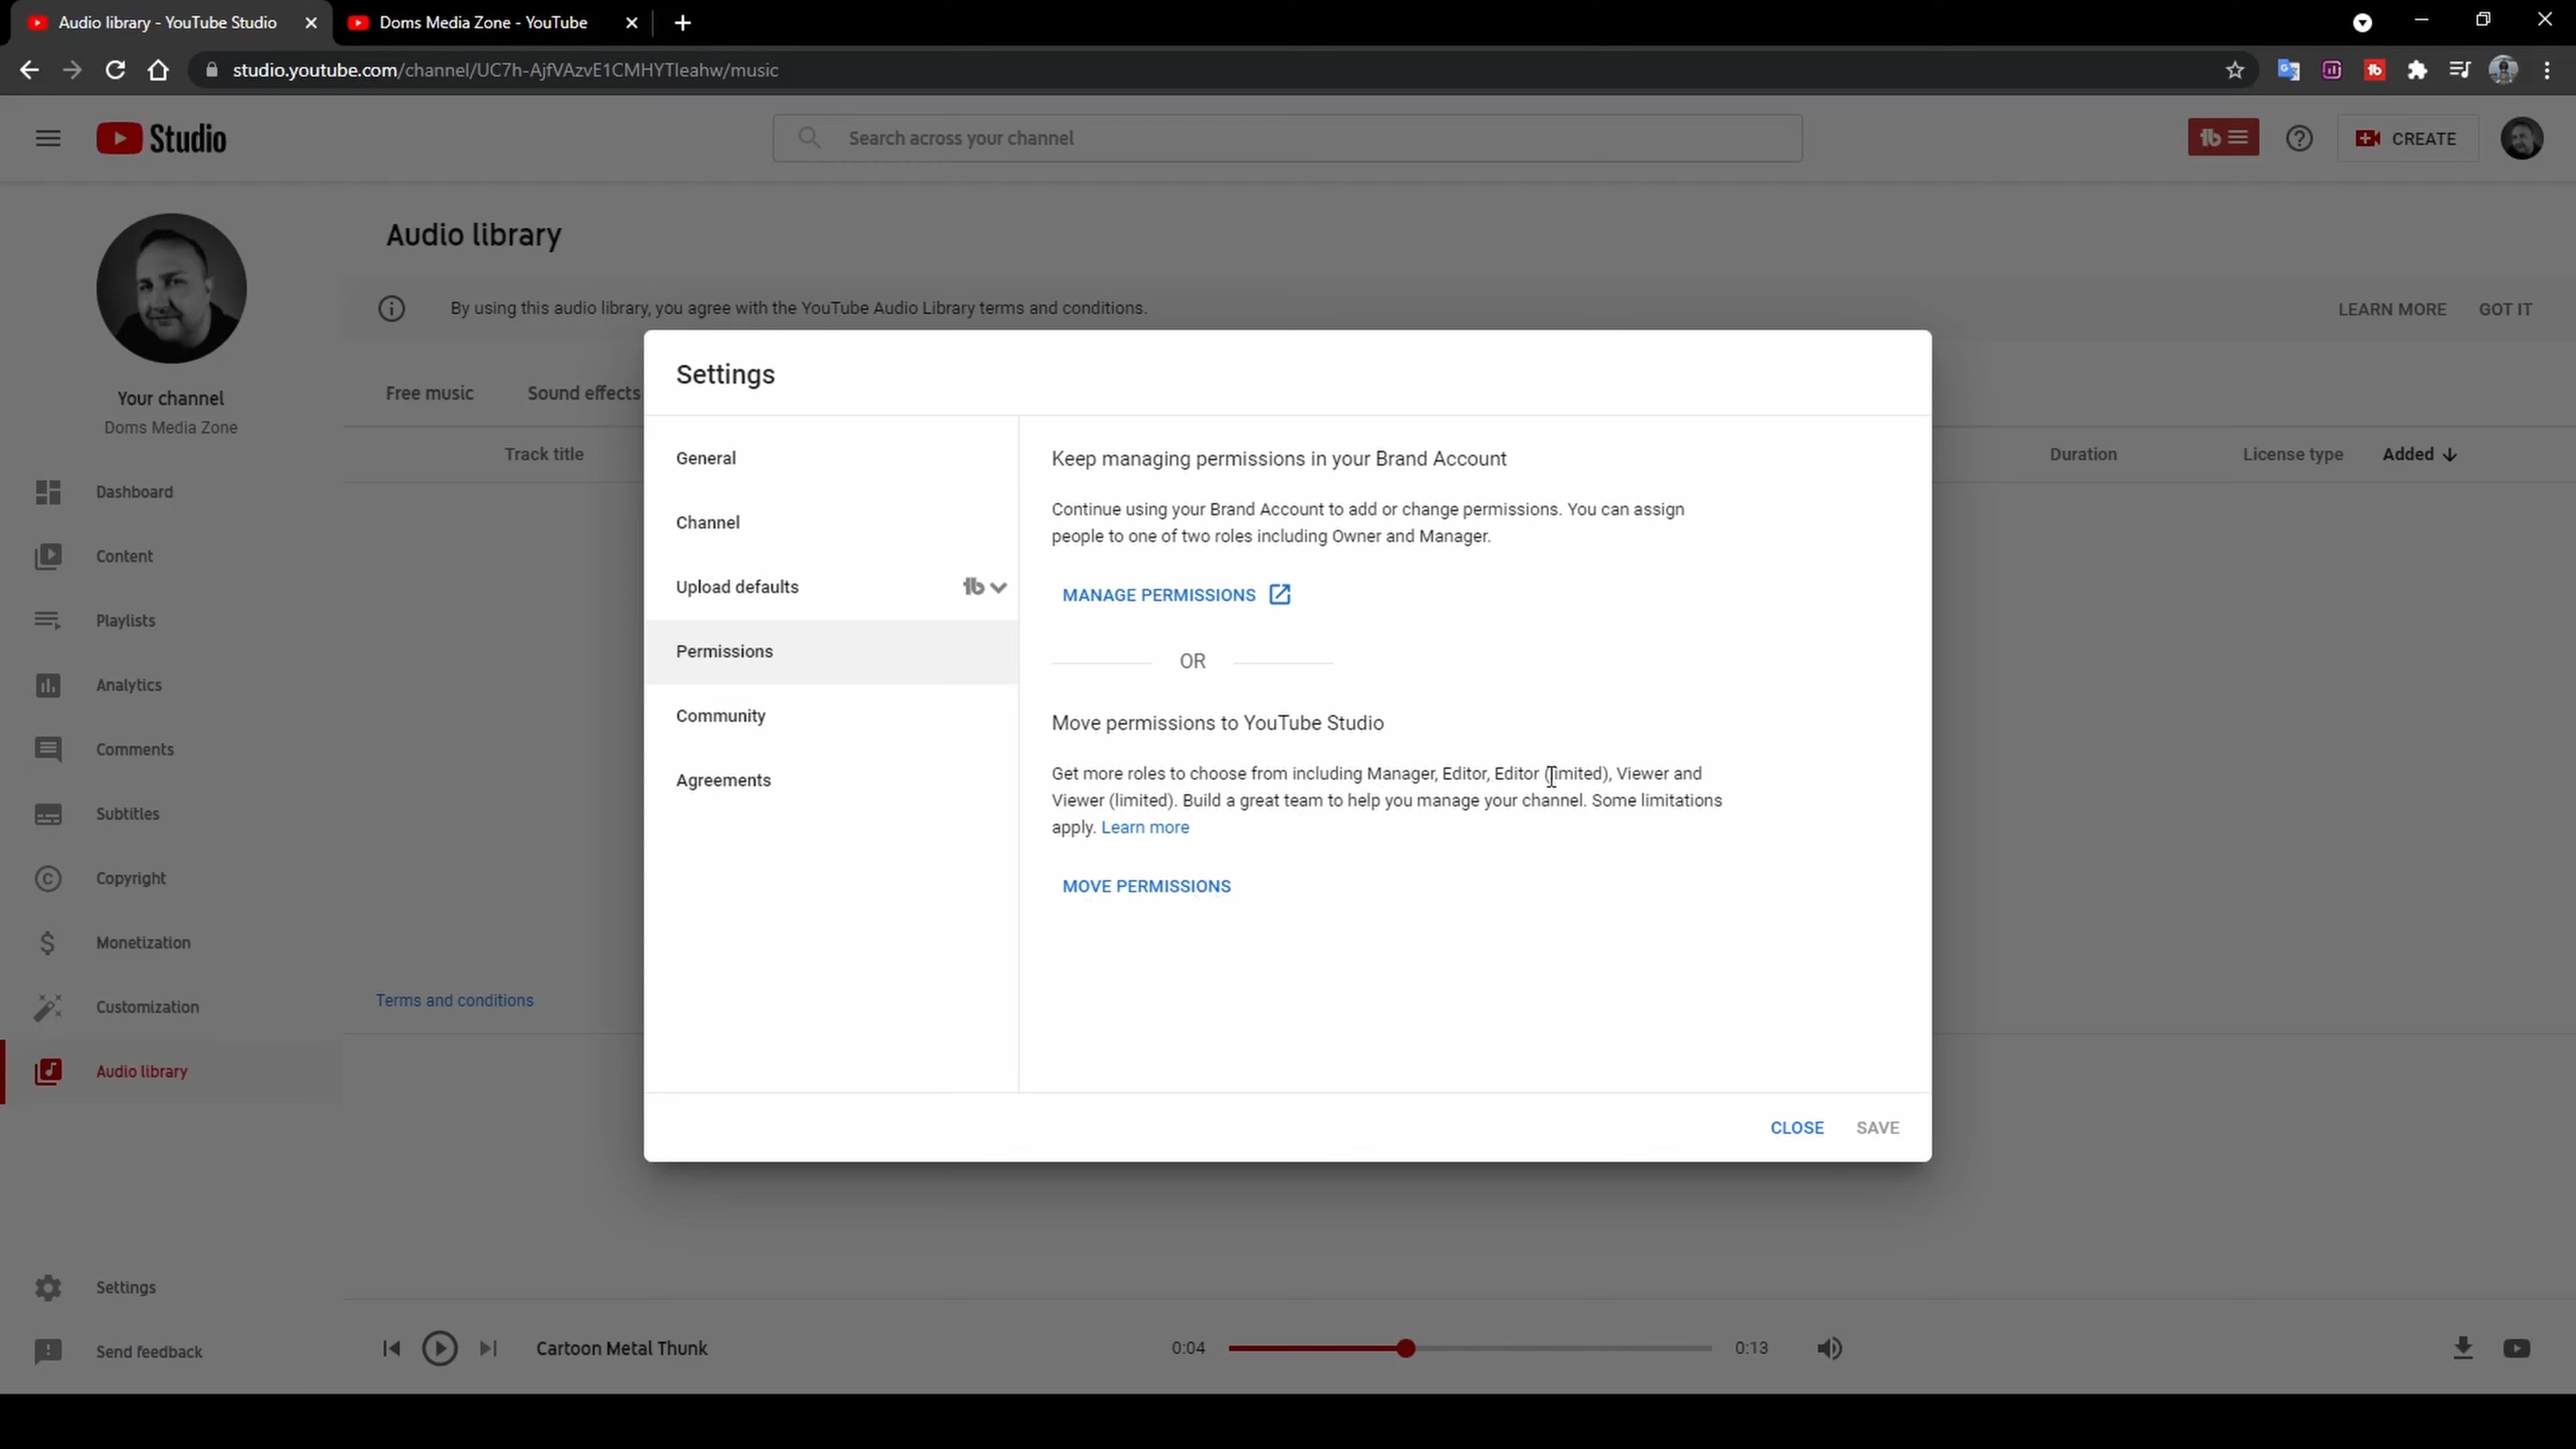 Audio library - YouTube Studio
Doms Media Zone - YouTube
studio.youtube.com/channel/UC7h-AjfVAzvE1CMHYTIeahw/music
Studio
Search across your channel
CREATE
Audio library
By using this audio library, you agree with the YouTube Audio Library terms and conditions.
LEARN MORE
GOT IT
Your channel
Doms Media Zone
Free music
Sound effects
Track title
Duration
License type
Added
Dashboard
Content
Playlists
Analytics
Comments
Subtitles
Copyright
Monetization
Customization
Audio library
Settings
Send feedback
Terms and conditions
Settings
General
Channel
Upload defaults
tb
Permissions
Community
Agreements
Keep managing permissions in your Brand Account
Continue using your Brand Account to add or change permissions. You can assign
people to one of two roles including Owner and Manager.
MANAGE PERMISSIONS
OR
Move permissions to YouTube Studio
Get more roles to choose from including Manager, Editor, Editor (limited), Viewer and
Viewer (limited). Build a great team to help you manage your channel. Some limitations
apply. Learn more
MOVE PERMISSIONS
CLOSE
SAVE
Cartoon Metal Thunk
0:04
0:13